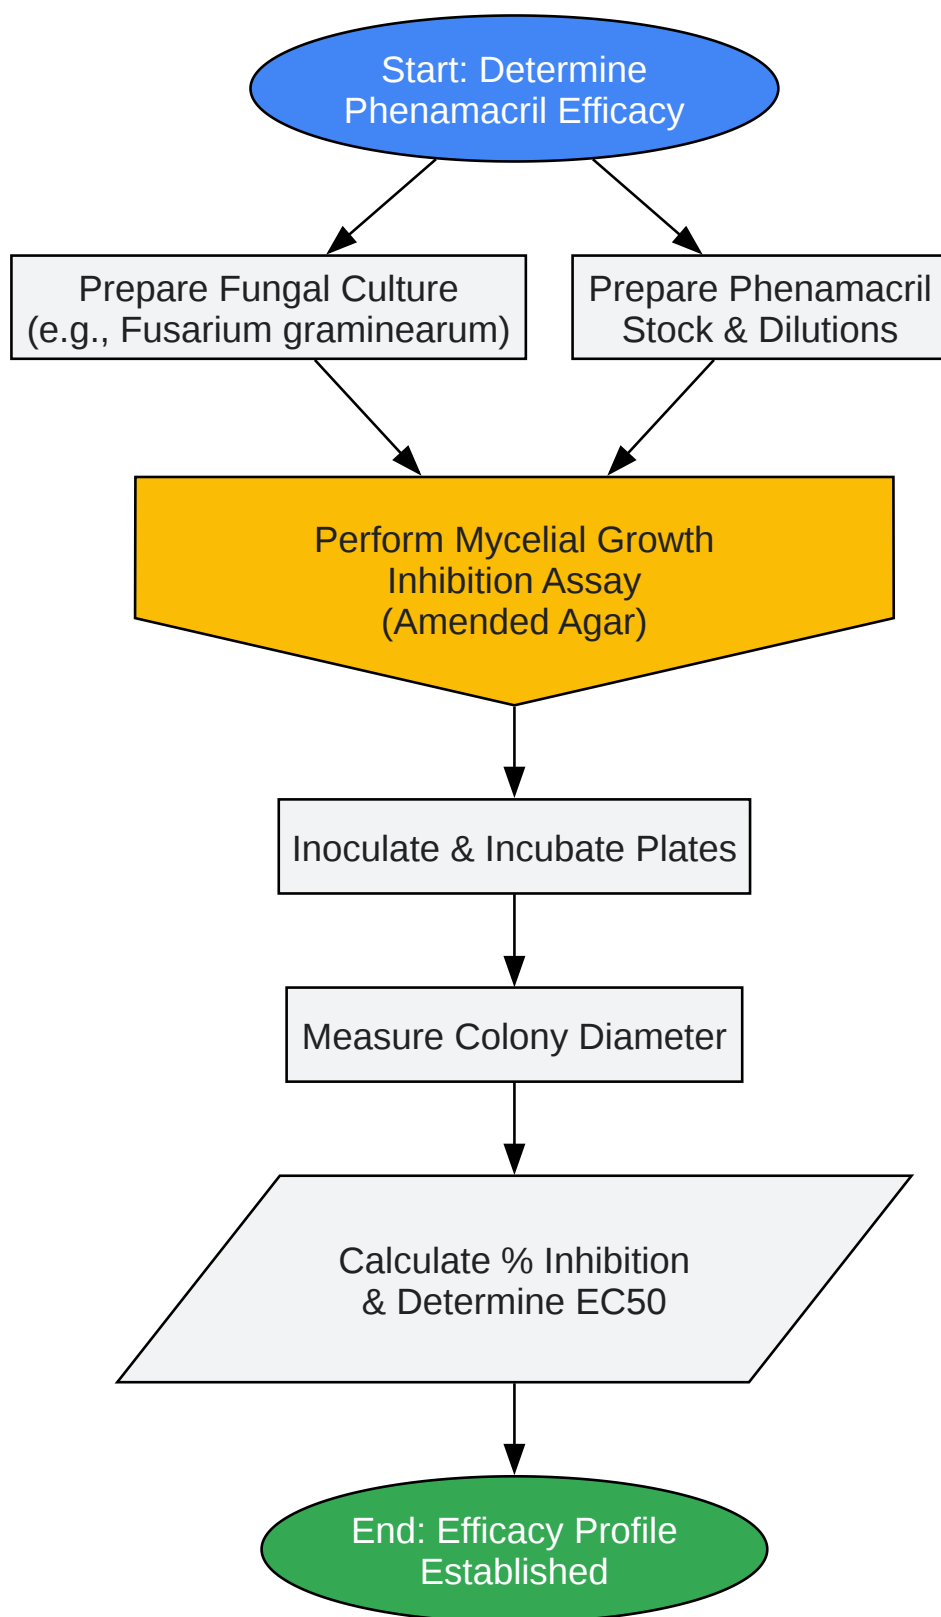 Start: Determine
Phenamacril Efficacy
Prepare Fungal Culture
(e.g., Fusarium graminearum)
Prepare Phenamacril
Stock & Dilutions
Perform Mycelial Growth
Inhibition Assay
(Amended Agar)
Inoculate & Incubate Plates
Measure Colony Diameter
Calculate % Inhibition
& Determine EC50
End: Efficacy Profile
Established